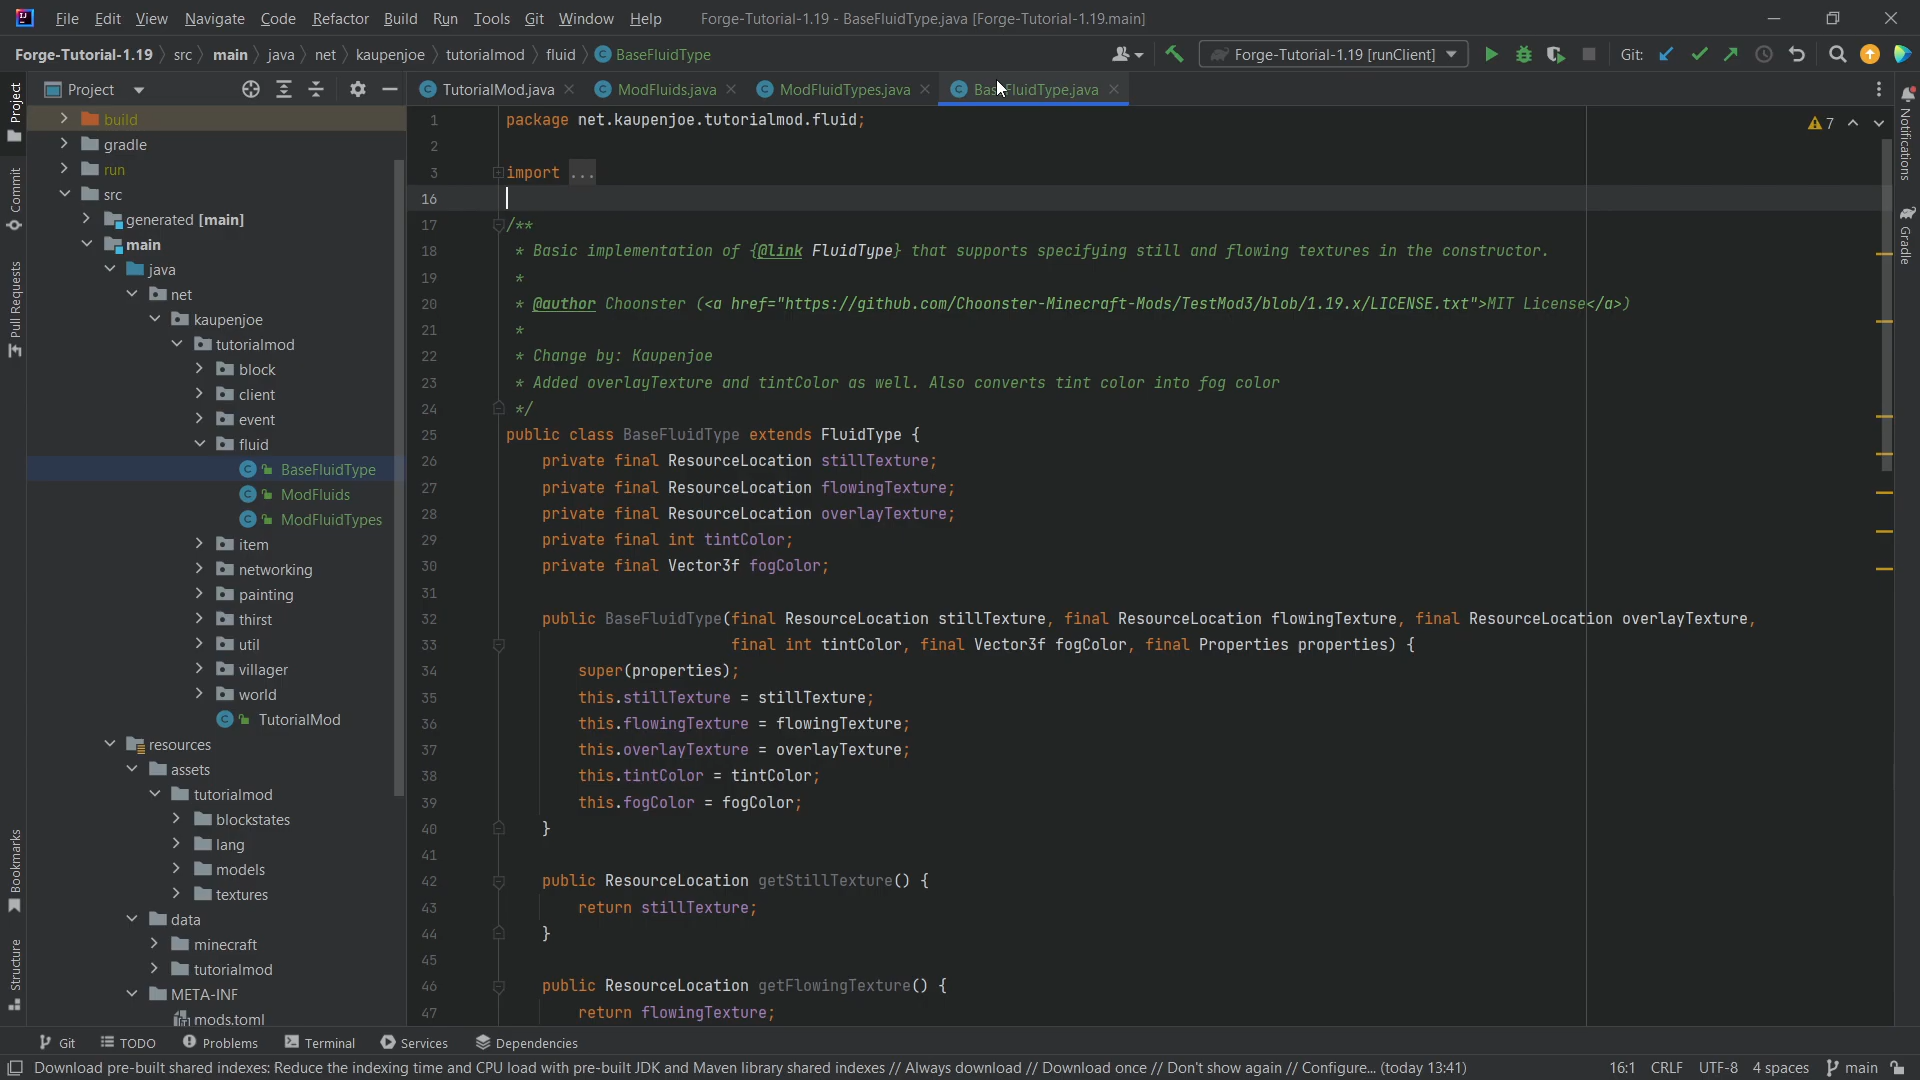 File Edit View Navigate Code Refactor Build Run Tools Git Window Help Forge-Tutorial-1.19 - BaseFluidType.java [Forge-Tutorial-1.19.main]
Forge-Tutorial-1.19 src main java net kaupenjoe tutorialmod fluid BaseFluidType Forge-Tutorial-1.19 [runClient] Git:
Project TutorialMod.java ModFluids.java ModFluidTypes.java
Project
Commit
Pull Requests
Bookmarks
Structure
build
gradle
run
src
generated [main]
main
java
net
kaupenjoe
tutorialmod
block
client
event
fluid
BaseFluidType
ModFluids
ModFluidTypes
item
networking
painting
thirst
util
villager
world
TutorialMod
resources
assets
tutorialmod
blockstates
lang
models
textures
data
minecraft
tutorialmod
META-INF
mods.toml
1 package net.kaupenjoe.tutorialmod.fluid;
2
3 import ...
16
17 /**
18 * Basic implementation of {@link FluidType} that supports specifying still and flowing textures in the constructor.
19 *
20 * @author Choonster (<a href="https://github.com/Choonster-Minecraft-Mods/TestMod3/blob/1.19.x/LICENSE.txt">MIT License</a>)
21 *
22 * Change by: Kaupenjoe
23 * Added overlayTexture and tintColor as well. Also converts tint color into fog color
24 */
25 public class BaseFluidType extends FluidType {
26 private final ResourceLocation stillTexture;
27 private final ResourceLocation flowingTexture;
28 private final ResourceLocation overlayTexture;
29 private final int tintColor;
30 private final Vector3f fogColor;
31
32 public BaseFluidType(final ResourceLocation stillTexture, final ResourceLocation flowingTexture, final ResourceLocation overlayTexture,
33 final int tintColor, final Vector3f fogColor, final Properties properties) {
34 super(properties);
35 this.stillTexture = stillTexture;
36 this.flowingTexture = flowingTexture;
37 this.overlayTexture = overlayTexture;
38 this.tintColor = tintColor;
39 this.fogColor = fogColor;
40 }
41
42 public ResourceLocation getStillTexture() {
43 return stillTexture;
44 }
45
46 public ResourceLocation getFlowingTexture() {
47 return flowingTexture;
7
Notifications
Gradle
Git TODO Problems Terminal Services Dependencies
Download pre-built shared indexes: Reduce the indexing time and CPU load with pre-built JDK and Maven library shared indexes // Always download // Download once // Don't show again // Configure... (today 13:41) 16:1 CRLF UTF-8 4 spaces main